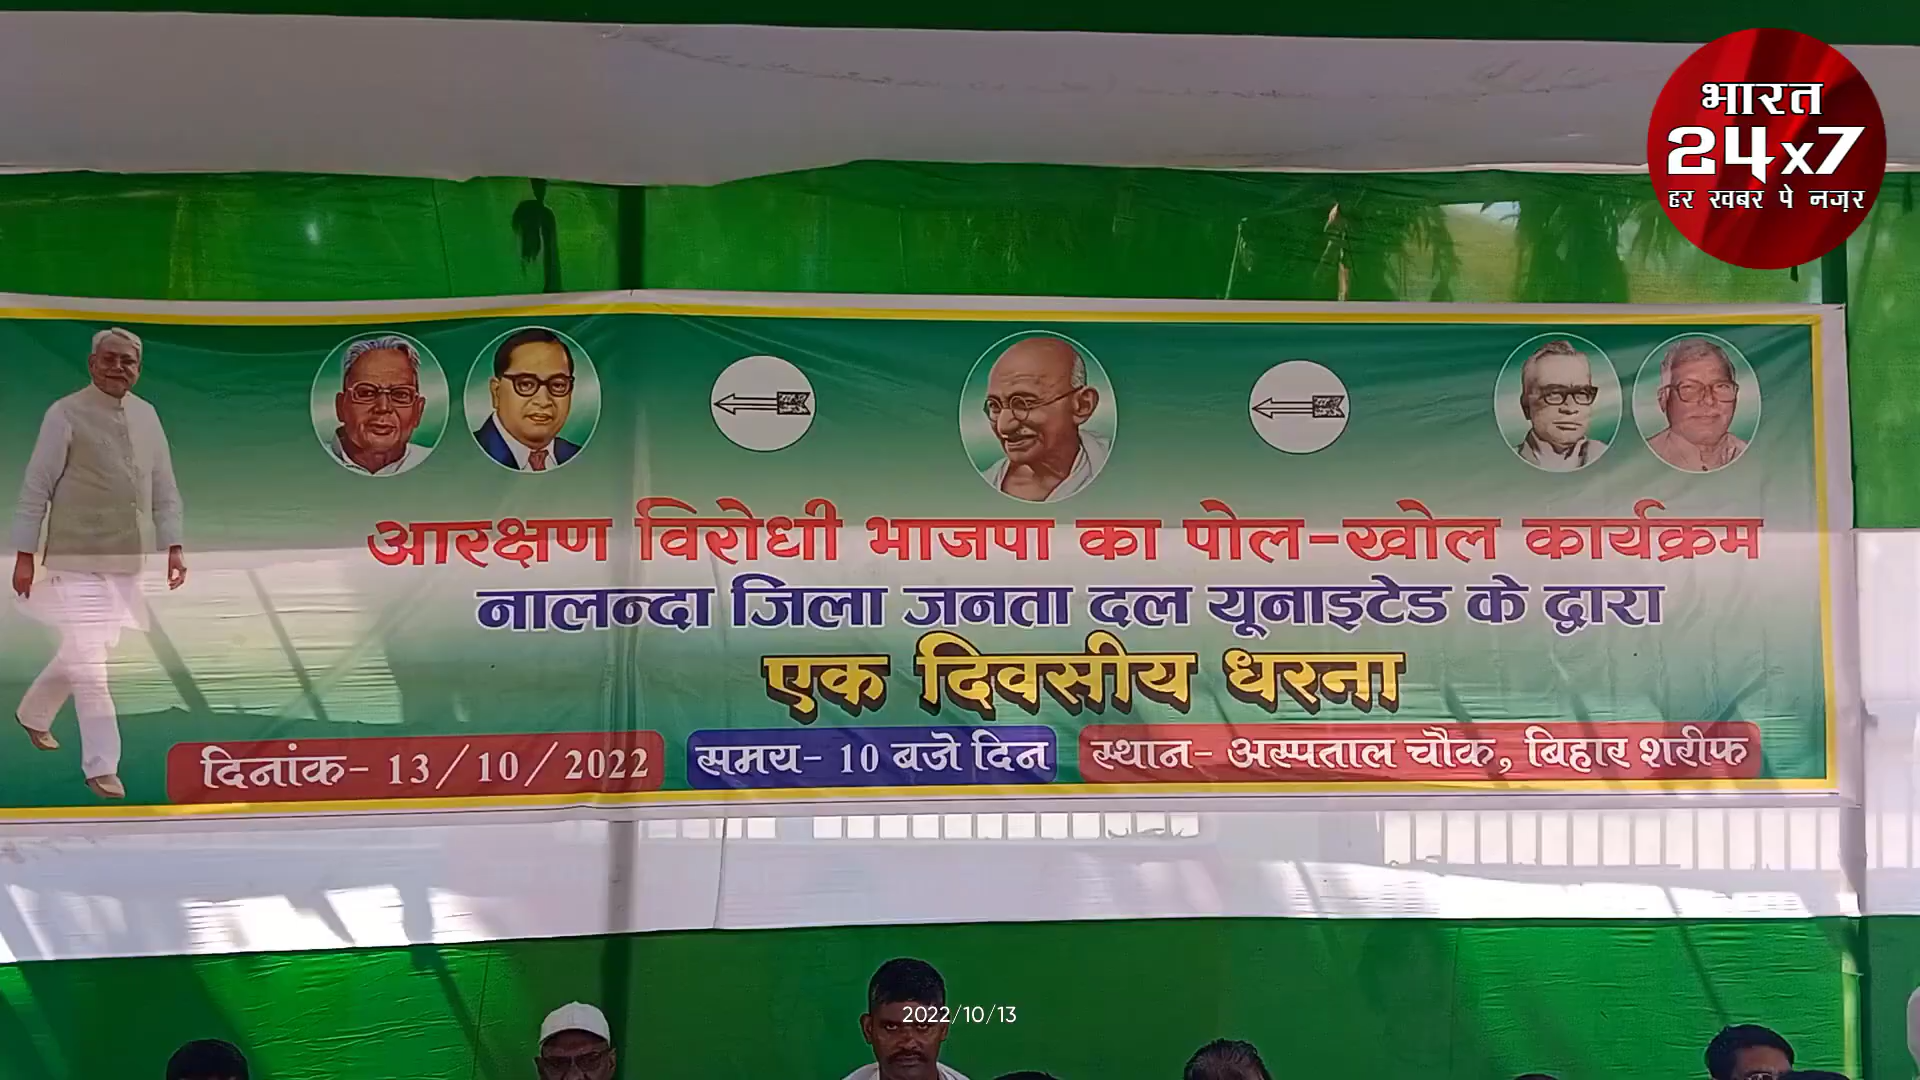 भारत
24x7
हर खबर पे नज़र
आरक्षण विरोधी भाजपा का पोल-खोल कार्यक्रम
नालन्दा जिला जनता दल यूनाइटेड के द्वारा
एक दिवसीय धरना
दिनांक- 13/10/2022 समय- 10 बजे दिन स्थान- अस्पताल चौक, बिहार शरीफ
2022/10/13